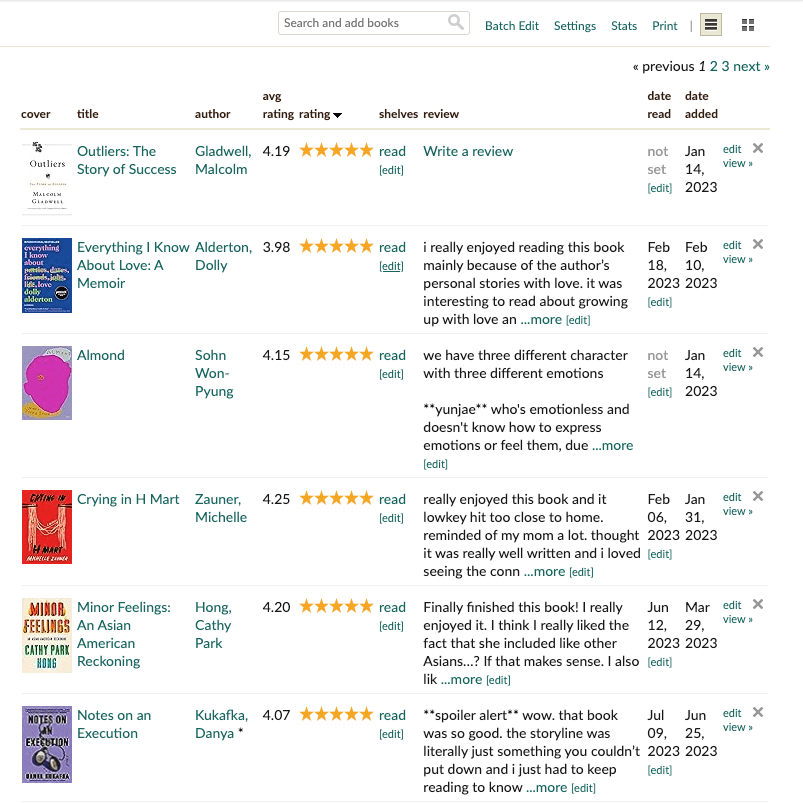 Search and add books Batch Edit Settings Stats Print |
« previous 1 2 3 next »
cover title author avg rating rating shelves review date read date added
Outliers
MALCOLM
GLADWELL
Outliers: The
Story of Success
Gladwell,
Malcolm
4.19
read
[edit]
Write a review
not
set
[edit]
Jan
14,
2023
edit
view »
everything
I know
about
parties, dates,
friends, jobs,
life, love
dolly
alderton
Everything I Know
About Love: A
Memoir
Alderton,
Dolly
3.98
read
[edit]
i really enjoyed reading this book
mainly because of the author's
personal stories with love. it was
interesting to read about growing
up with love an ...more [edit]
Feb
18,
2023
[edit]
Feb
10,
2023
edit
view »
Almond
Sohn
Won-
Pyung
4.15
read
[edit]
we have three different character
with three different emotions
**yunjae** who's emotionless and
doesn't know how to express
emotions or feel them, due ...more
[edit]
not
set
[edit]
Jan
14,
2023
edit
view »
CRYING IN
H MART
MICHELLE ZAUNER
Crying in H Mart
Zauner,
Michelle
4.25
read
[edit]
really enjoyed this book and it
lowkey hit too close to home.
reminded of my mom a lot. thought
it was really well written and i loved
seeing the conn ...more [edit]
Feb
06,
2023
[edit]
Jan
31,
2023
edit
view »
MINOR
FEELINGS
CATHY PARK
HONG
Minor Feelings:
An Asian
American
Reckoning
Hong,
Cathy
Park
4.20
read
[edit]
Finally finished this book! I really
enjoyed it. I think I really liked the
fact that she included like other
Asians...? If that makes sense. I also
lik ...more [edit]
Jun
12,
2023
[edit]
Mar
29,
2023
edit
view »
NOTES ON
AN
EXECUTION
DANYA KUKAFKA
Notes on an
Execution
Kukafka,
Danya *
4.07
read
[edit]
**spoiler alert** wow. that book
was so good. the storyline was
literally just something you couldn't
put down and i just had to keep
reading to know ...more [edit]
Jul
09,
2023
[edit]
Jun
25,
2023
edit
view »